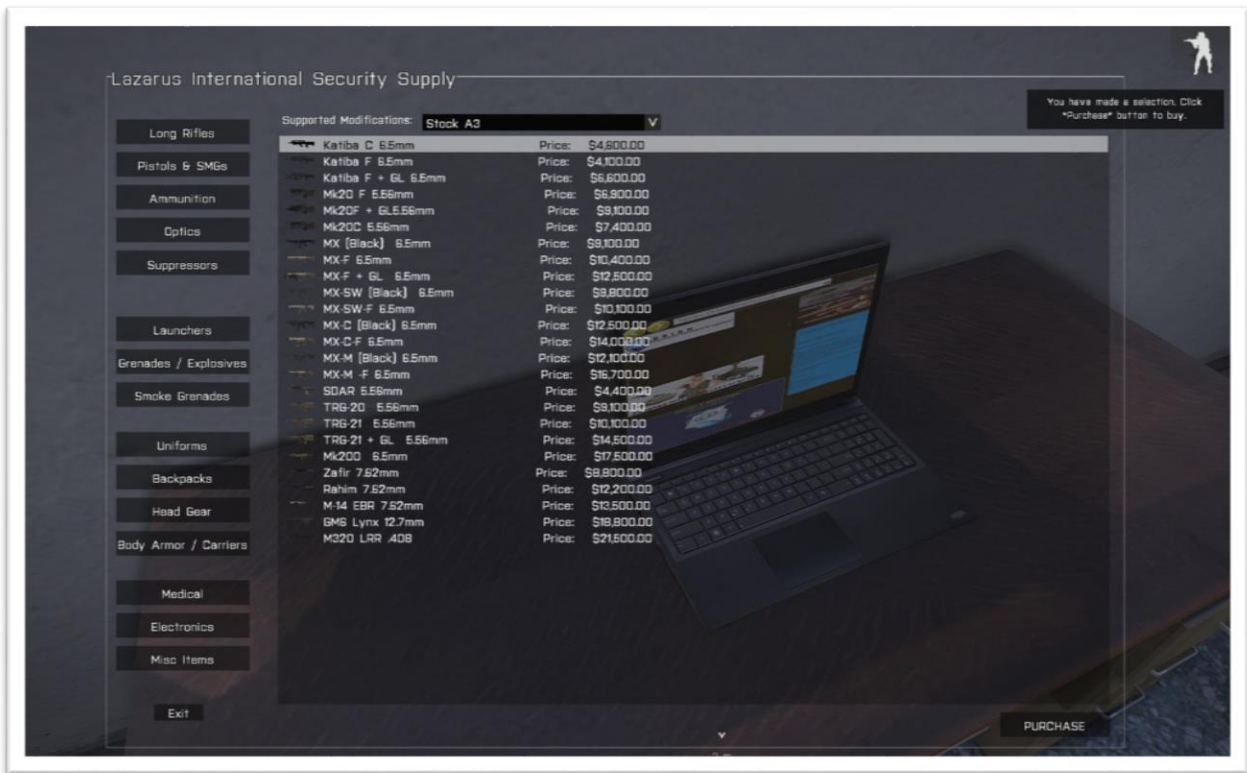 Lazarus International Security Supply
You have made a selection. Click
"Purchase" button to buy.
Supported Modifications: Stock A3
Long Rifles
Pistols & SMGs
Ammunition
Optics
Suppressors
Launchers
Grenades / Explosives
Smoke Grenades
Uniforms
Backpacks
Head Gear
Body Armor / Carriers
Medical
Electronics
Misc Items
Exit
Katiba C 6.5mm Price: $4,600.00
Katiba F 6.5mm Price: $4,100.00
Katiba F + GL 6.5mm Price: $6,600.00
Mk20 F 5.56mm Price: $6,900.00
Mk20F + GL5.56mm Price: $9,100.00
Mk20C 5.56mm Price: $7,400.00
MX (Black) 6.5mm Price: $9,100.00
MX-F 6.5mm Price: $10,400.00
MX-F + GL 6.5mm Price: $12,500.00
MX-SW (Black) 6.5mm Price: $9,800.00
MX-SW-F 6.5mm Price: $10,100.00
MX-C (Black) 6.5mm Price: $12,500.00
MX-C-F 6.5mm Price: $14,000.00
MX-M (Black) 6.5mm Price: $12,100.00
MX-M -F 6.5mm Price: $16,700.00
SDAR 5.56mm Price: $4,400.00
TRG-20 5.56mm Price: $9,100.00
TRG-21 5.56mm Price: $10,100.00
TRG-21 + GL 5.56mm Price: $14,500.00
Mk200 6.5mm Price: $17,500.00
Zafir 7.62mm Price: $8,800.00
Rahim 7.62mm Price: $12,200.00
M-14 EBR 7.62mm Price: $13,500.00
GM6 Lynx 12.7mm Price: $18,800.00
M320 LRR .408 Price: $21,500.00
PURCHASE